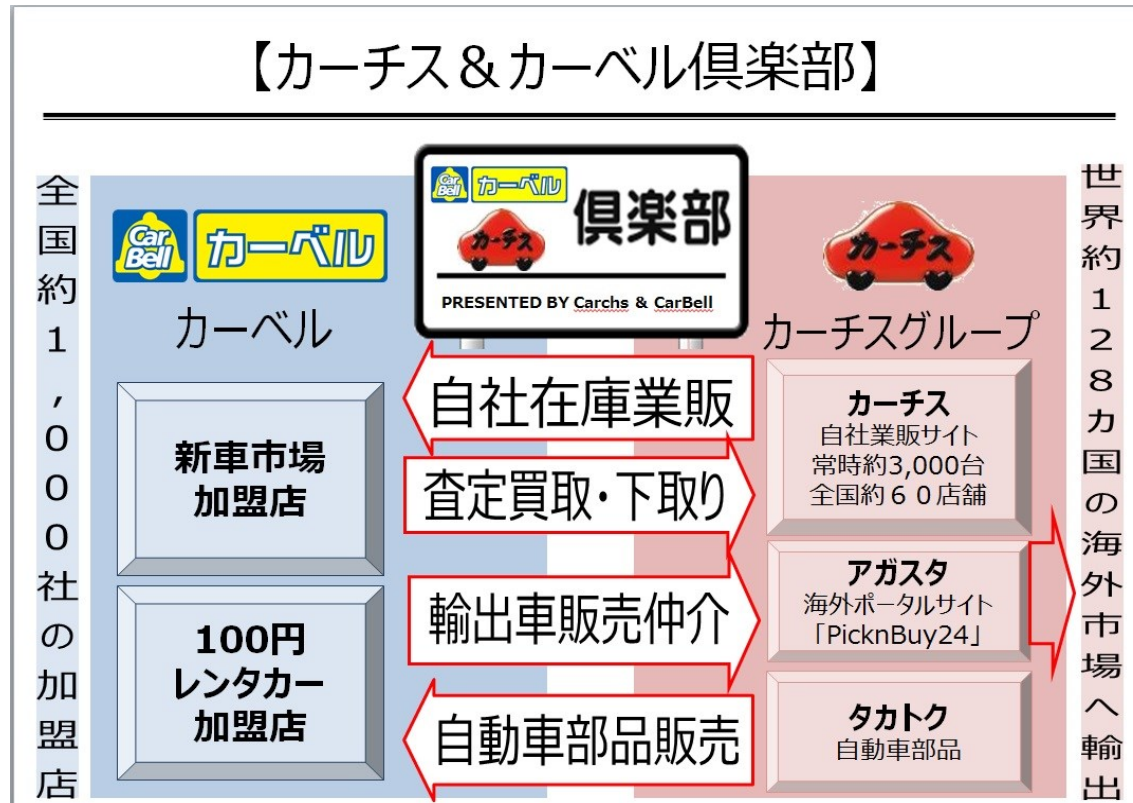 【カーチス＆カーベル倶楽部】
全国約1,000社の加盟店
Car Bell カーベル
カーベル
新車市場
加盟店
100円
レンタカー
加盟店
Car Bell カーベル
カーチス
倶楽部
PRESENTED BY Carchs & CarBell
自社在庫業販
査定買取・下取り
輸出車販売仲介
自動車部品販売
カーチス
カーチスグループ
カーチス
自社業販サイト
常時約3,000台
全国約６０店舗
アガスタ
海外ポータルサイト
「PicknBuy24」
タカトク
自動車部品
世界約128カ国の海外市場へ輸出